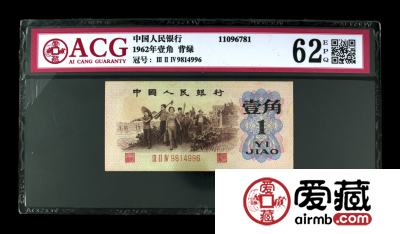 ACG
AI CANG GUARANTY
中国人民银行
11096781
1962年壹角 背绿
冠号: Ⅲ Ⅱ Ⅳ 9814996
62
E
P
Q
中国人民银行
壹角
1
YI
JIAO
Ⅲ Ⅱ Ⅳ 9814996
爱藏
airmb.com